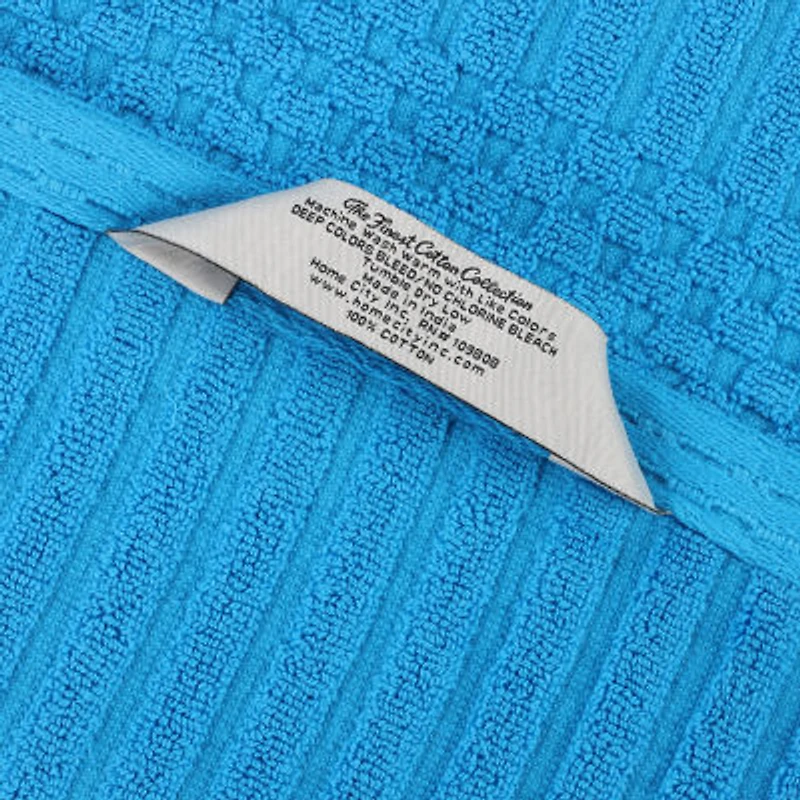 The Finest Cotton Collection
Machine wash warm with Like Colors
DEEP COLORS BLEED/NO CHLORINE BLEACH
Tumble Dry Low
Made in India
Home City Inc, RN# 109808
www.homecityinc.com
100% COTTON